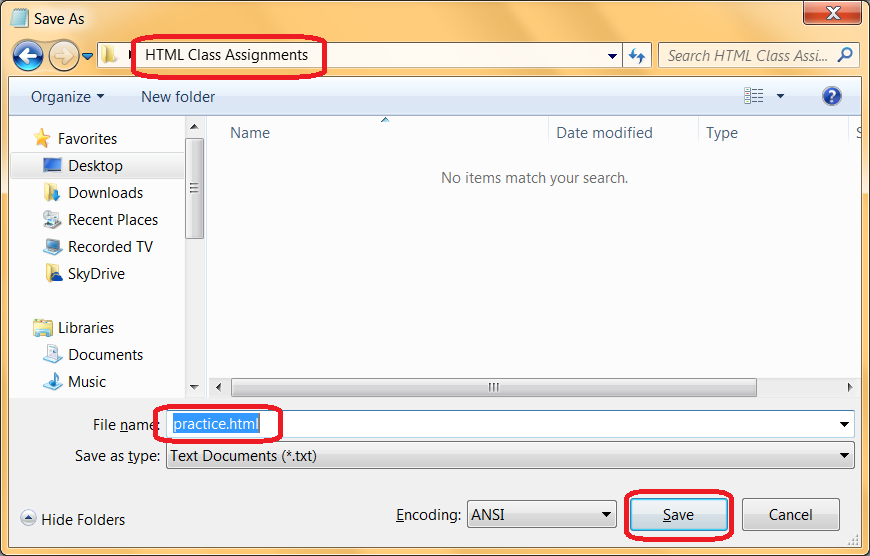 Save As
HTML Class Assignments
Search HTML Class Assi...
Organize
New folder
Favorites
Desktop
Downloads
Recent Places
Recorded TV
SkyDrive
Libraries
Documents
Music
Name
Date modified
Type
S
No items match your search.
File name:
practice.html
Save as type:
Text Documents (*.txt)
Hide Folders
Encoding:
ANSI
Save
Cancel